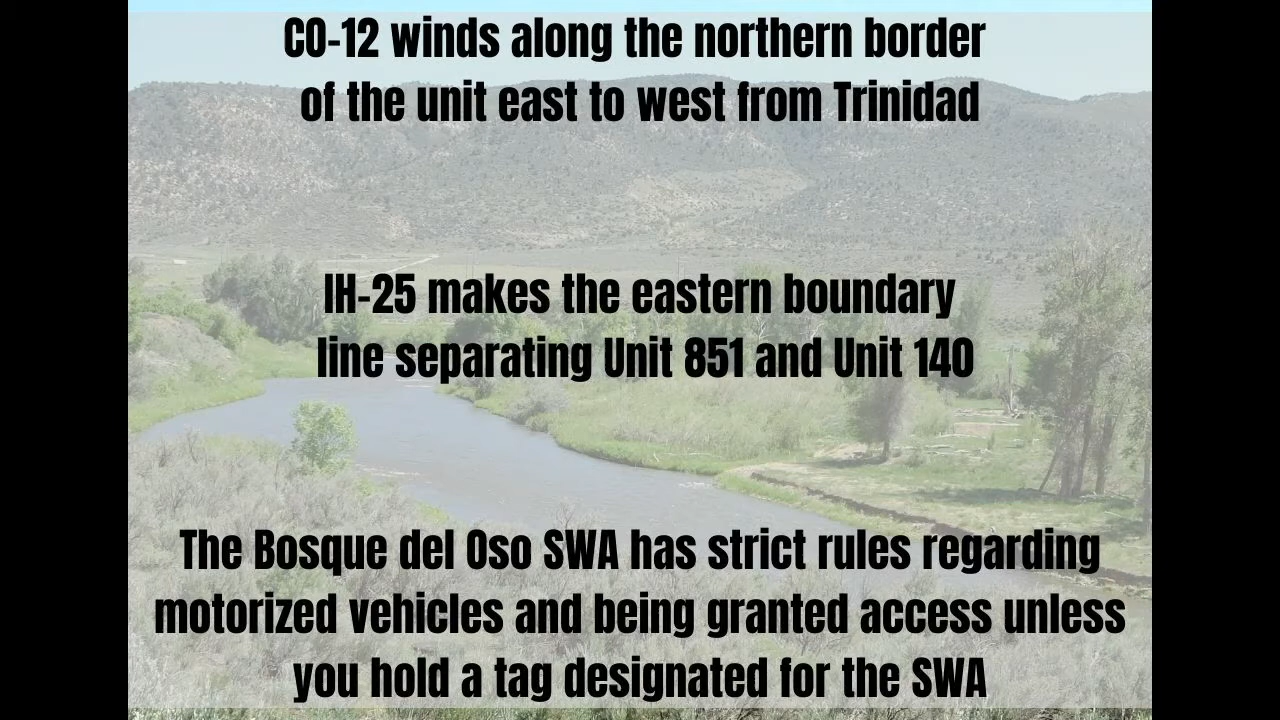 CO-12 winds along the northern border
of the unit east to west from Trinidad
IH-25 makes the eastern boundary
line separating Unit 851 and Unit 140
The Bosque del Oso SWA has strict rules regarding
motorized vehicles and being granted access unless
you hold a tag designated for the SWA